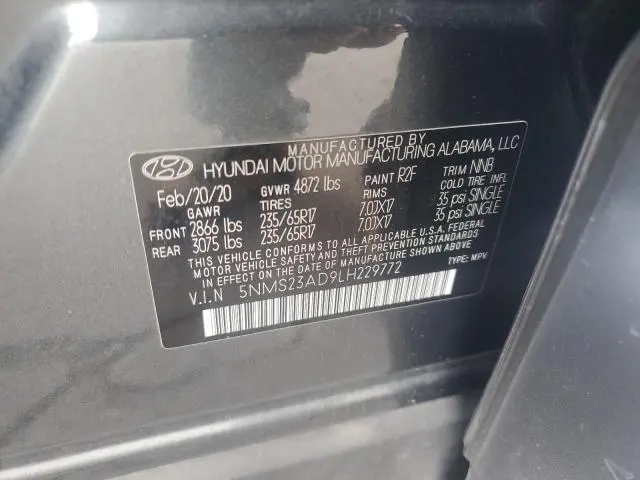 MANUFACTURED BY
HYUNDAI MOTOR MANUFACTURING ALABAMA, LLC
Feb/20/20 GVWR 4872 lbs PAINT R2F TRIM NNB
GAWR TIRES RIMS COLD TIRE INFL
FRONT 2866 lbs 235/65R17 7.0JX17 35 psi SINGLE
REAR 3075 lbs 235/65R17 7.0JX17 35 psi SINGLE
THIS VEHICLE CONFORMS TO ALL APPLICABLE U.S.A. FEDERAL
MOTOR VEHICLE SAFETY AND THEFT PREVENTION STANDARDS
IN EFFECT ON THE DATE OF MANUFACTURE SHOWN ABOVE.
V.I.N 5NMS23AD9LH229772 TYPE: MPV